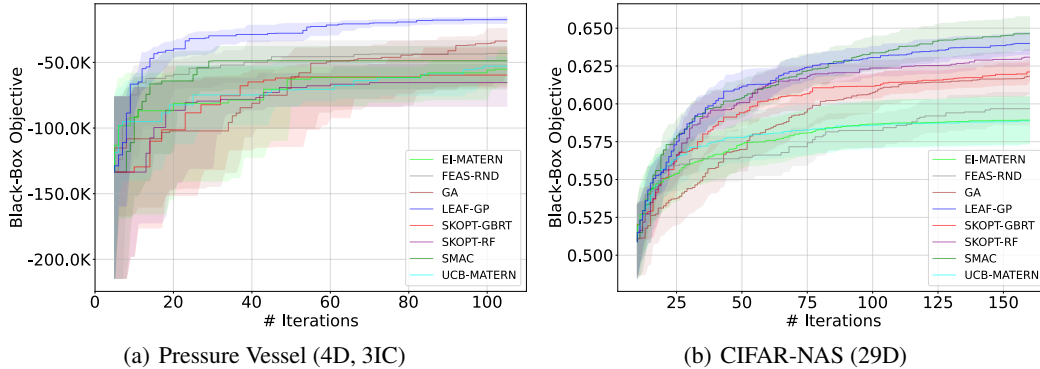 Black-Box Objective
-50.0K
-100.0K
-150.0K
-200.0K
0
20
40
60
80
100
# Iterations
EI-MATERN
FEAS-RND
GA
LEAF-GP
SKOPT-GBRT
SKOPT-RF
SMAC
UCB-MATERN
(a) Pressure Vessel (4D, 3IC)
Black-Box Objective
0.650
0.625
0.600
0.575
0.550
0.525
0.500
25
50
75
100
125
150
# Iterations
EI-MATERN
FEAS-RND
GA
LEAF-GP
SKOPT-GBRT
SKOPT-RF
SMAC
UCB-MATERN
(b) CIFAR-NAS (29D)